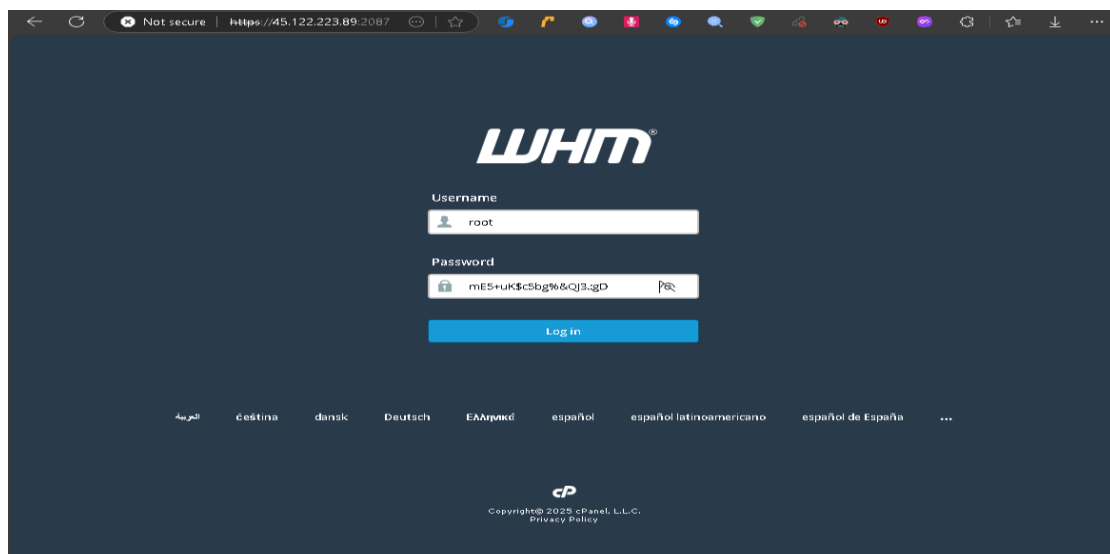 Not secure https://45.122.223.89:2087
WHM®
Username
root
Password
Log in
العربية čeština dansk Deutsch Ελληνικά español español latinoamericano español de España ...
cP
Copyright© 2025 cPanel, L.L.C.
Privacy Policy